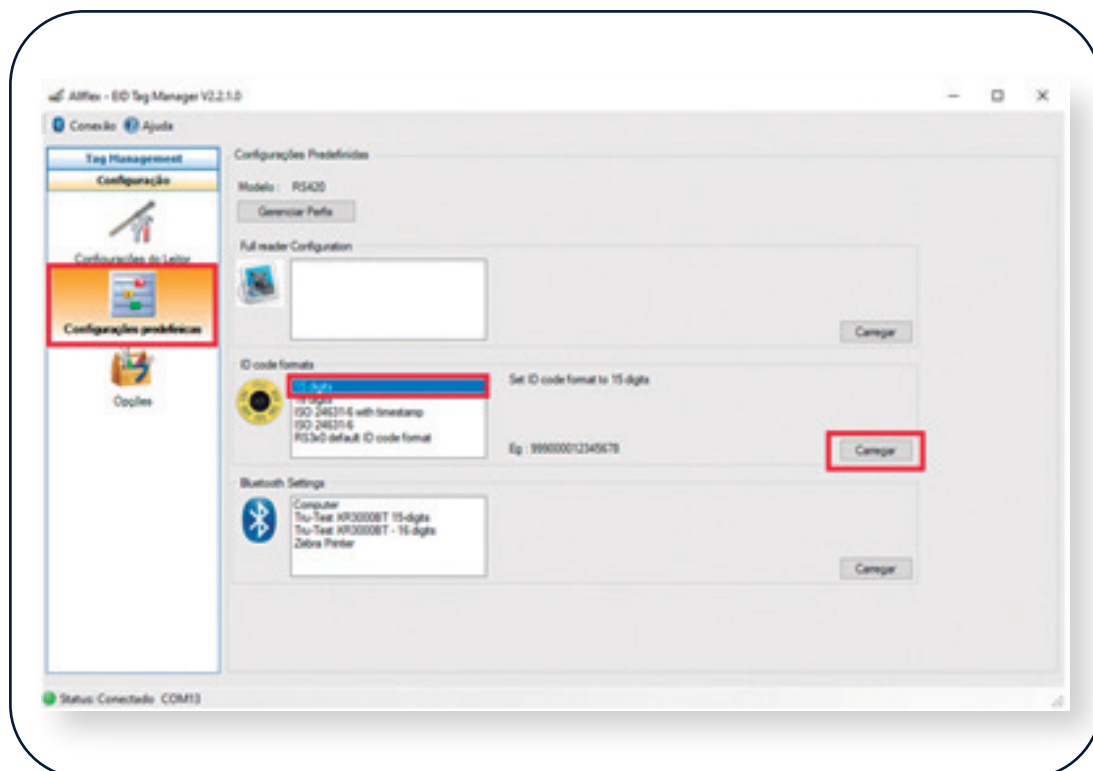 Allflex - EID Tag Manager V2.2.1.0
Conexão Ajuda
Tag Management
Configuração
Configurações do Leitor
Configurações predefinicas
Opções
Configurações Predefinidas
Modelo : RS420
Gerenciar Perfis
Full reader Configuration
Carregar
ID code formats
15 digits
16 digits
ISO 24631-6 with timestamp
ISO 24631-6
RS3x0 default ID code format
Set ID code format to 15 digits
Eg : 999000012345678
Carregar
Bluetooth Settings
Computer
Tru-Test XR3000BT 15-digits
Tru-Test XR3000BT - 16 digits
Zebra Printer
Carregar
Status: Conectado COM13